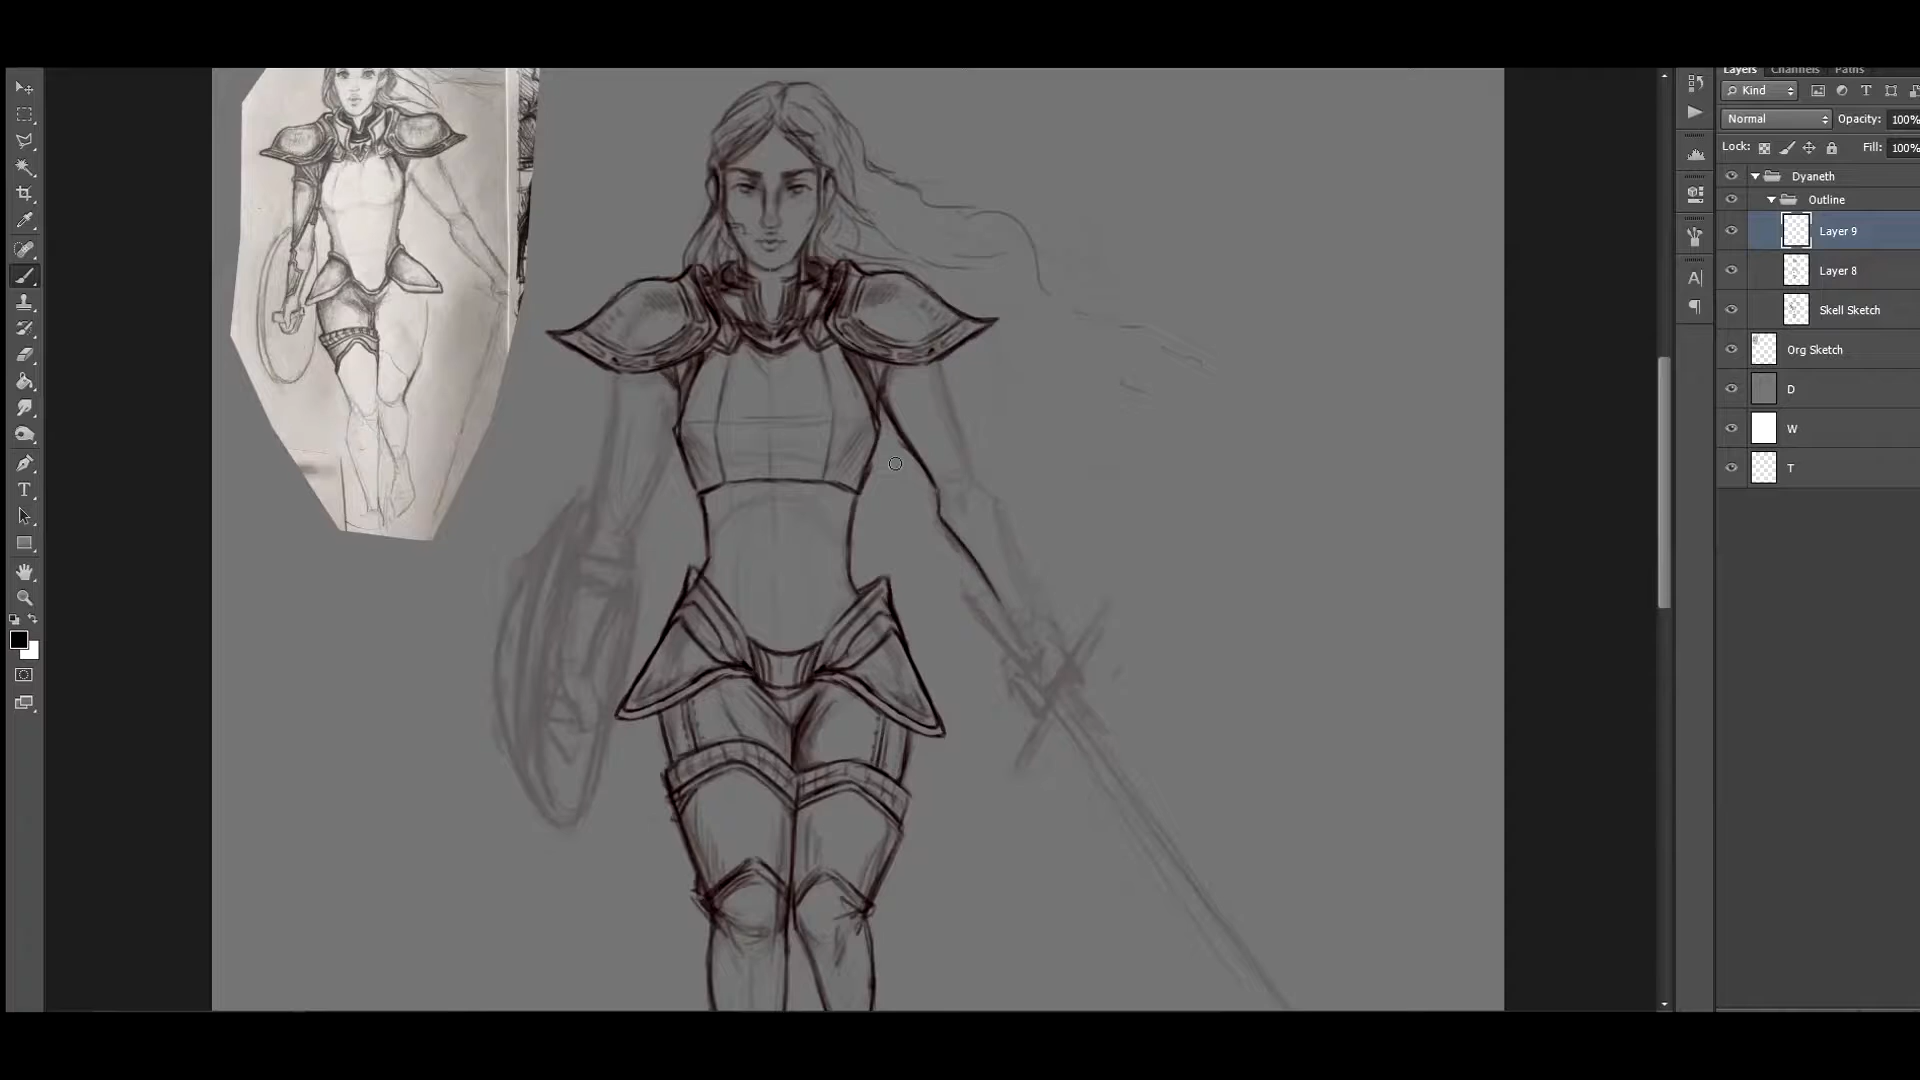 Layers Channels Paths
Kind T
Normal Opacity: 100%
Lock: Fill: 100%
Dyaneth
Outline
Layer 9
Layer 8
Skell Sketch
Org Sketch
D
W
T
T
A